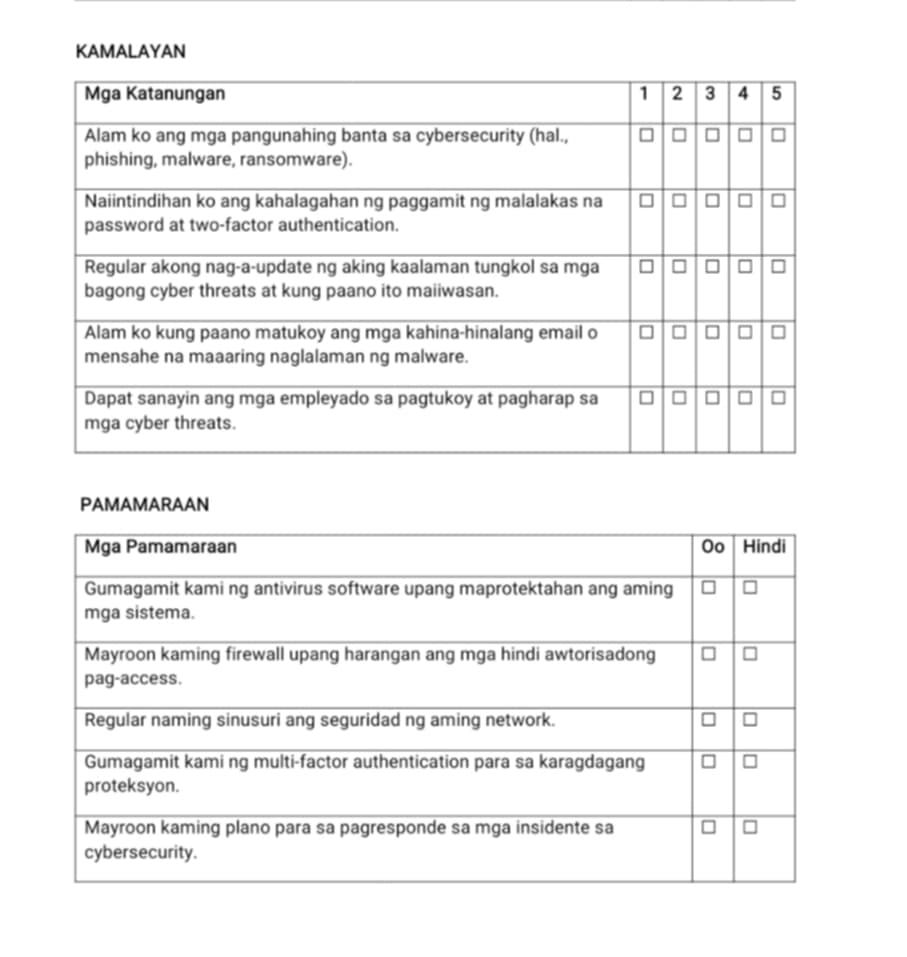 KAMALAYAN
Mga Katanungan 1 2 3 4 5
Alam ko ang mga pangunahing banta sa cybersecurity (hal.,
phishing, malware, ransomware).
Naiintindihan ko ang kahalagahan ng paggamit ng malalakas na
password at two-factor authentication.
Regular akong nag-a-update ng aking kaalaman tungkol sa mga
bagong cyber threats at kung paano ito maiiwasan.
Alam ko kung paano matukoy ang mga kahina-hinalang email o
mensahe na maaaring naglalaman ng malware.
Dapat sanayin ang mga empleyado sa pagtukoy at pagharap sa
mga cyber threats.
PAMAMARAAN
Mga Pamamaraan Oo Hindi
Gumagamit kami ng antivirus software upang maprotektahan ang aming
mga sistema.
Mayroon kaming firewall upang harangan ang mga hindi awtorisadong
pag-access.
Regular naming sinusuri ang seguridad ng aming network.
Gumagamit kami ng multi-factor authentication para sa karagdagang
proteksyon.
Mayroon kaming plano para sa pagresponde sa mga insidente sa
cybersecurity.